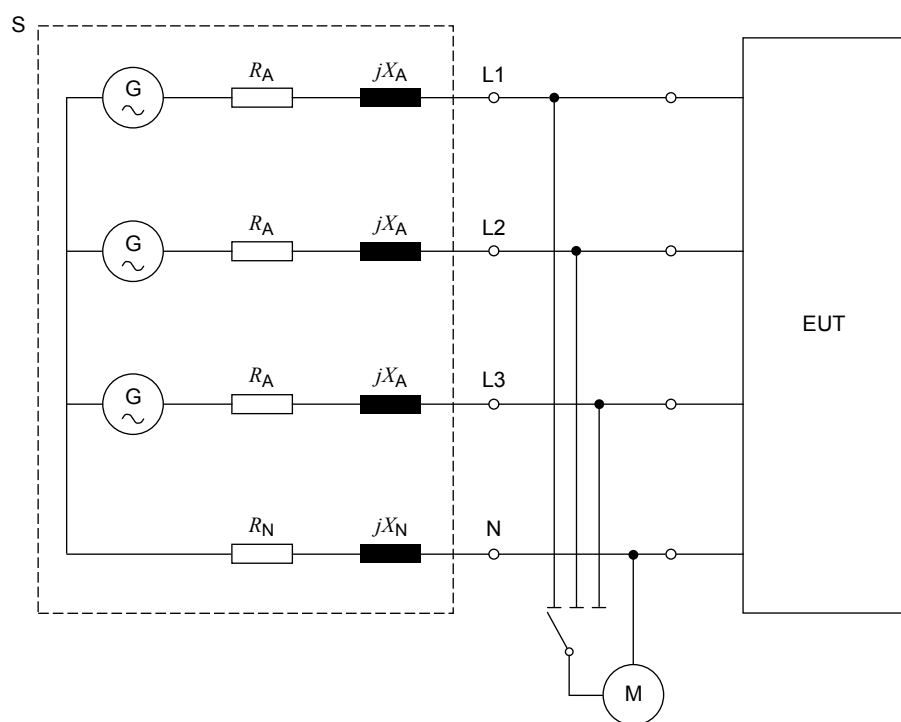 S
G R_A jX_A L1
G R_A jX_A L2
EUT
G R_A jX_A L3
R_N jX_N N
M